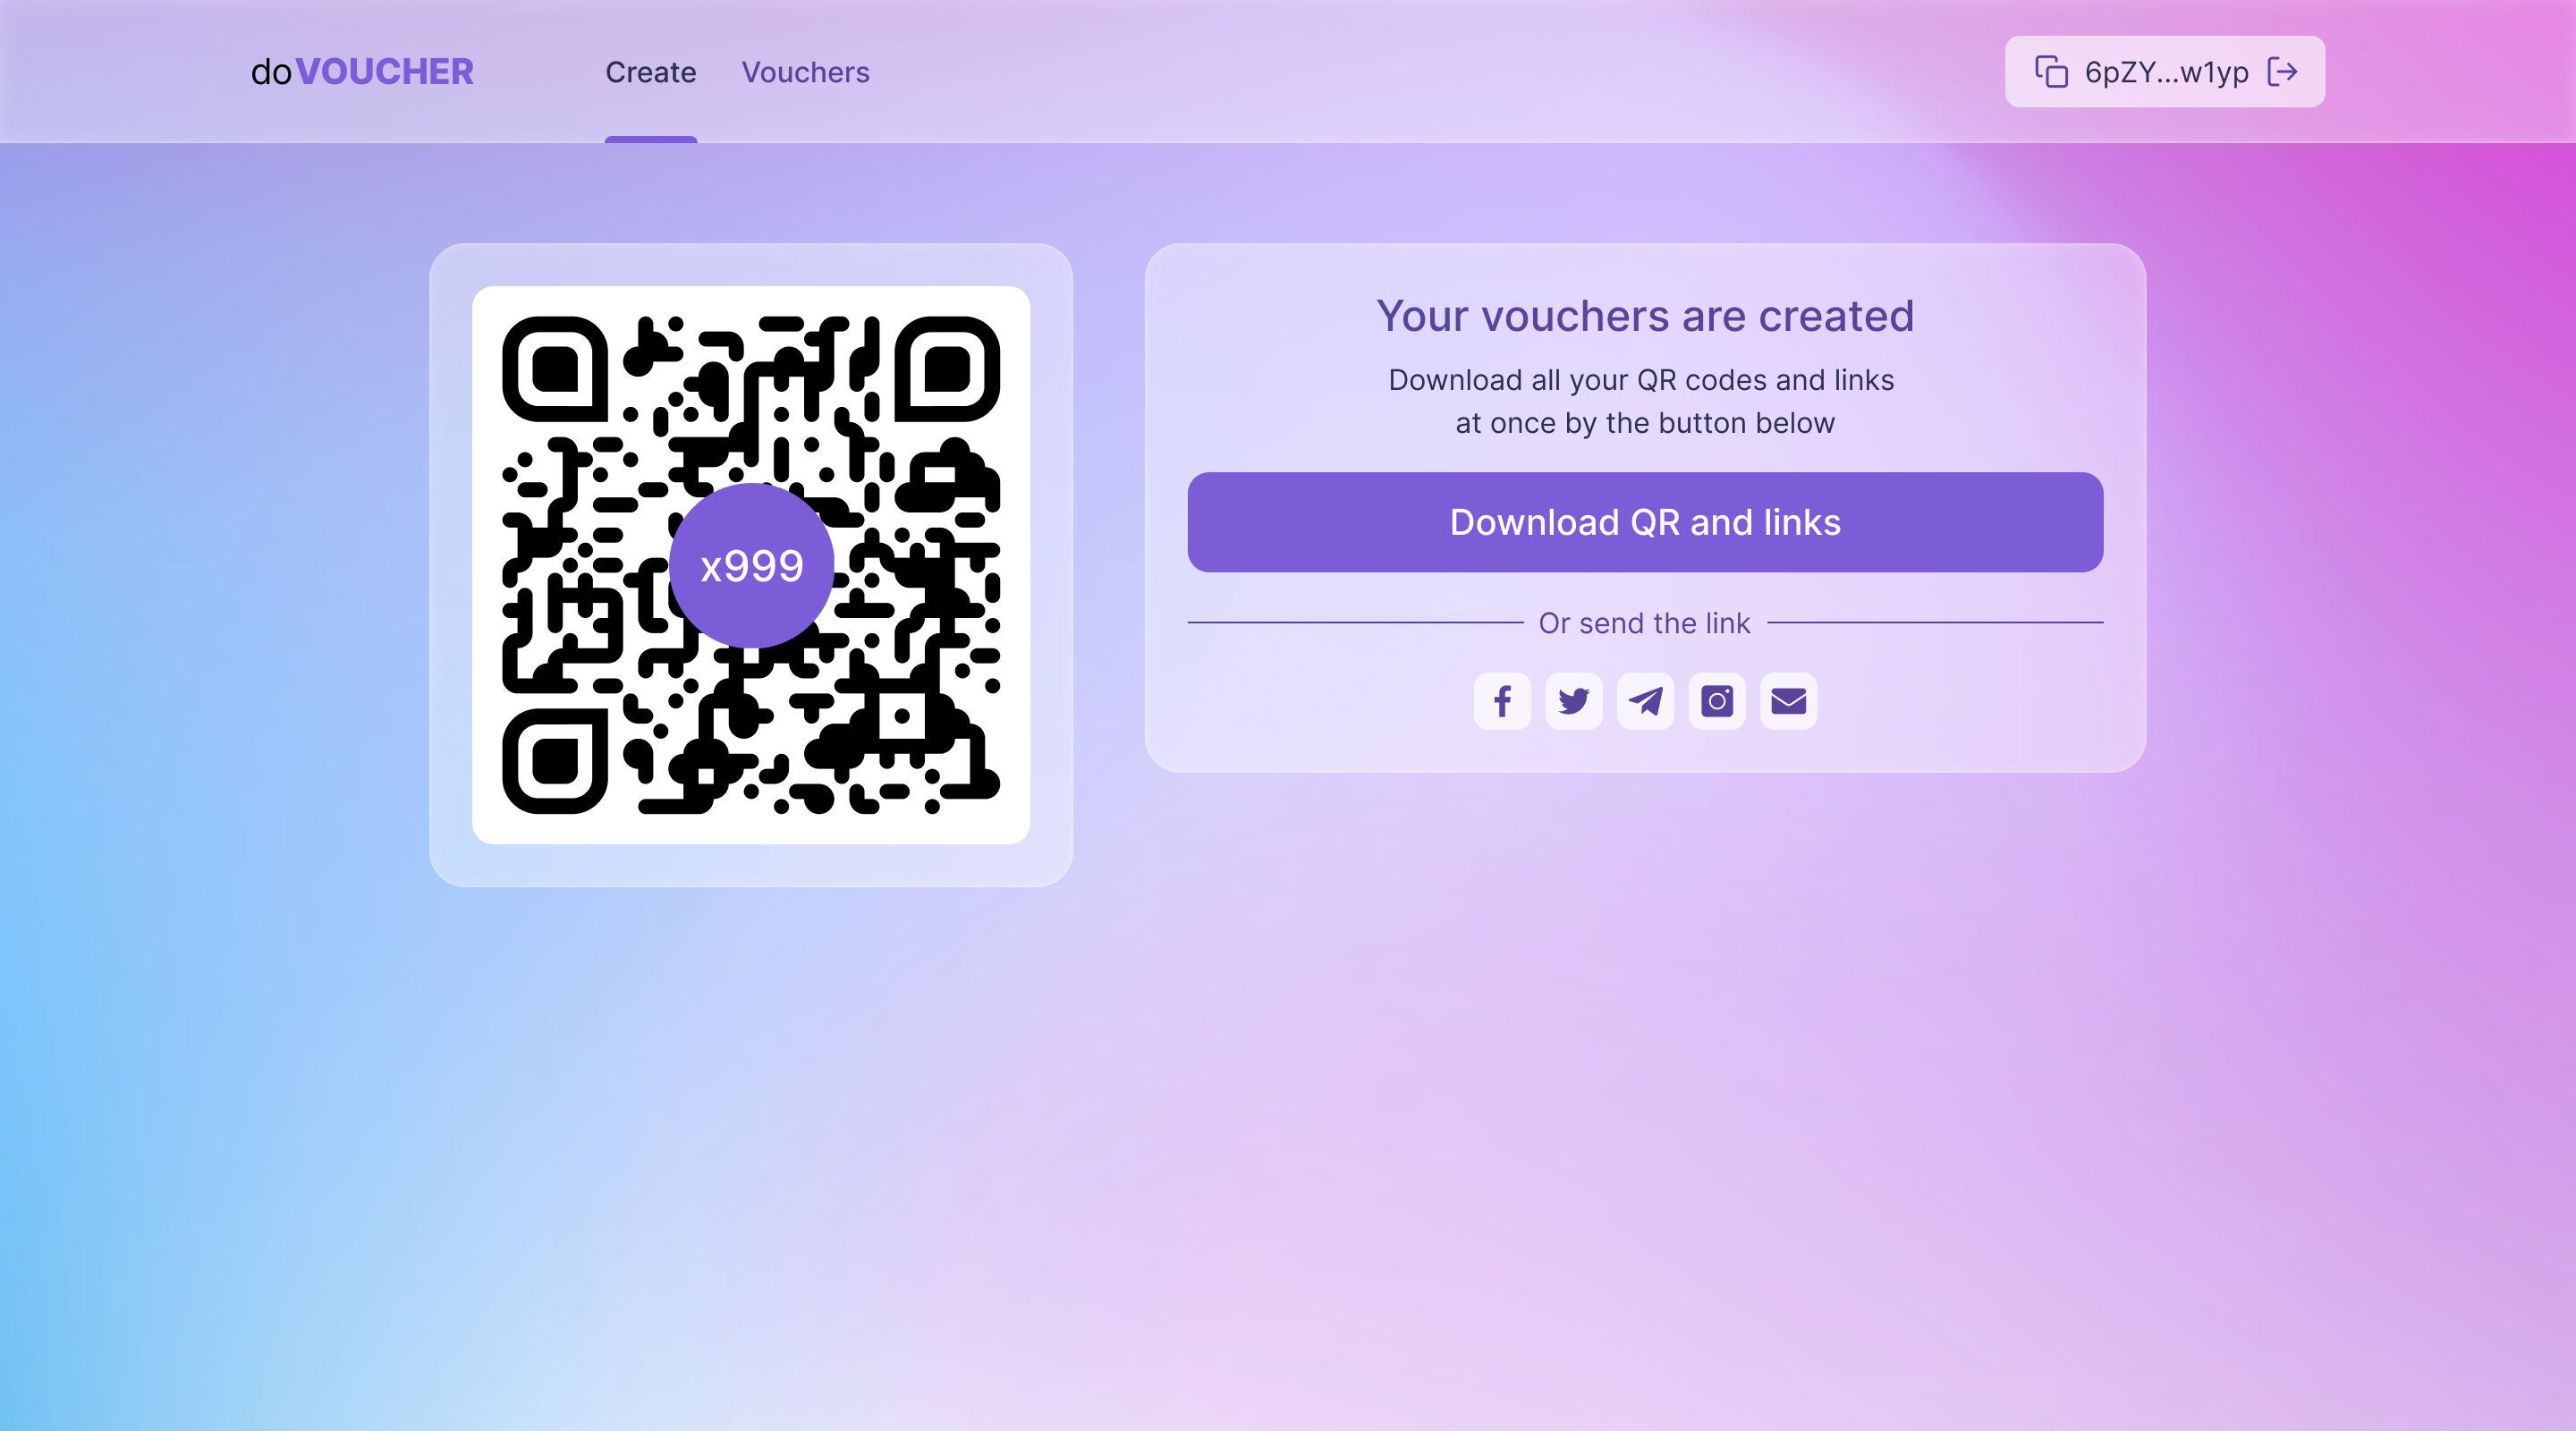 doVOUCHER
Create
Vouchers
6pZY...w1yp
x999
Your vouchers are created
Download all your QR codes and links
at once by the button below
Download QR and links
Or send the link